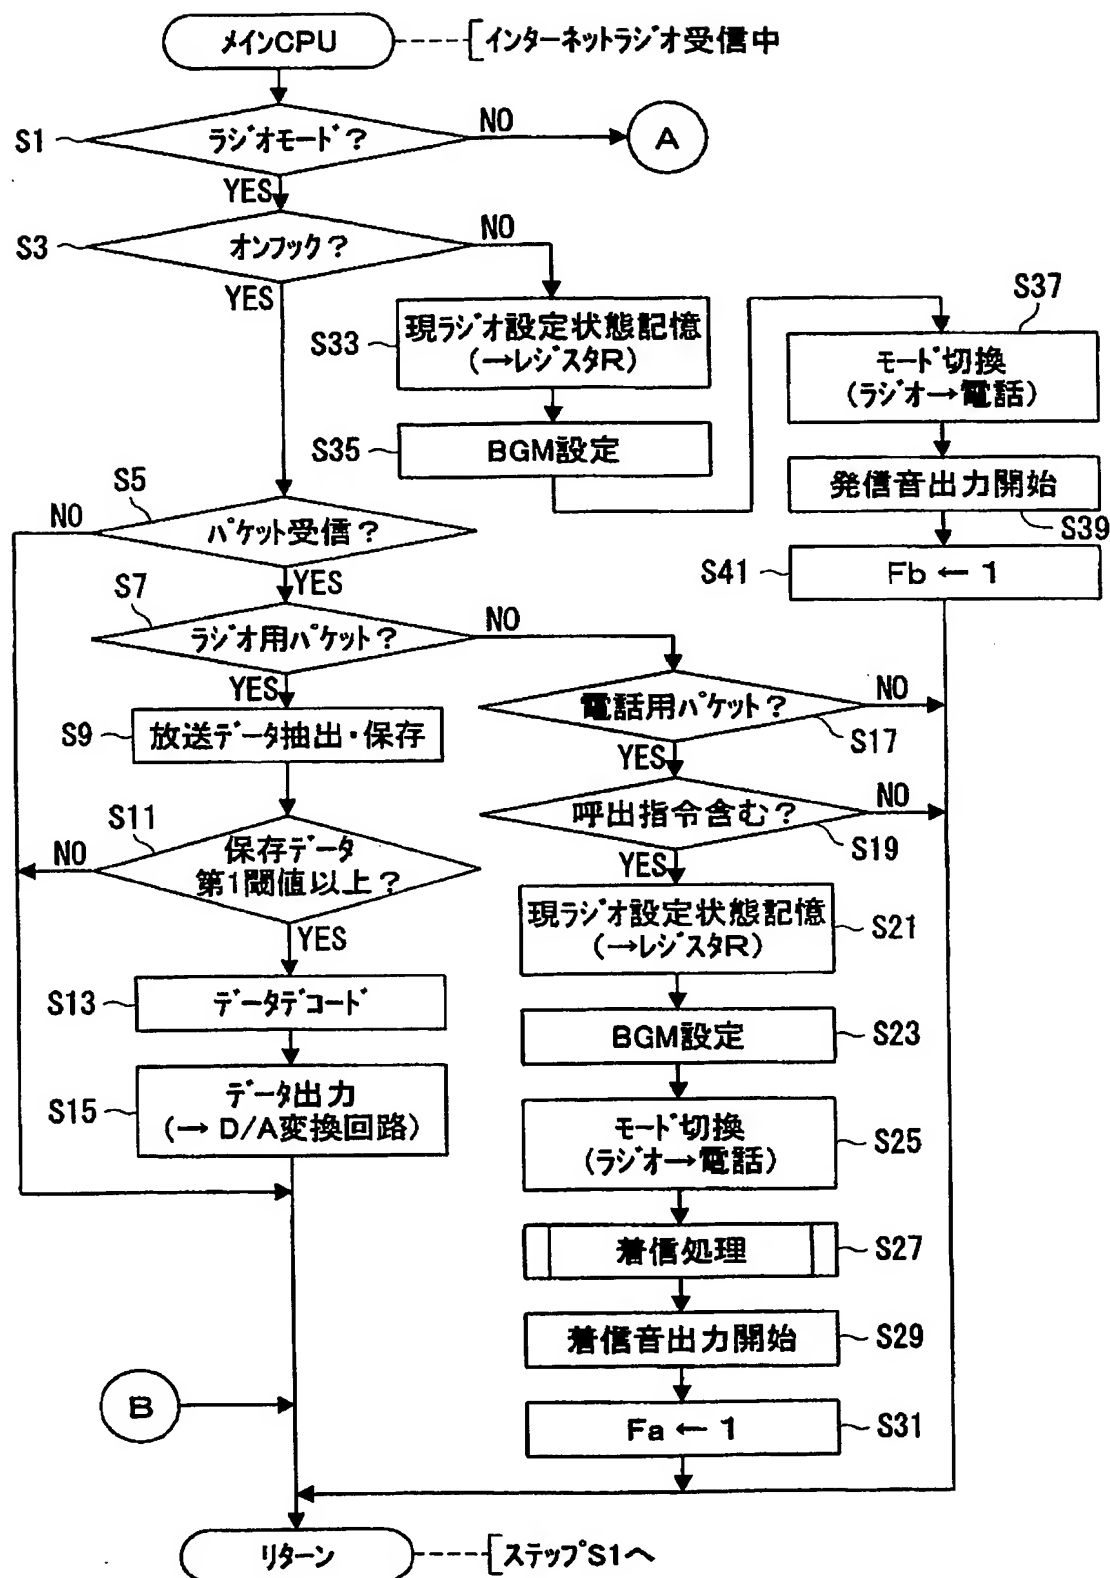 メインCPU
インターネットラジオ受信中
S1
ラジオモード?
NO
A
YES
S3
オンフック?
NO
YES
S33
現ラジオ設定状態記憶
(→レジスタR)
S35
BGM設定
S37
モード切換
(ラジオ→電話)
発信音出力開始
S39
S41
Fb ← 1
S5
NO
パケット受信?
YES
S7
ラジオ用パケット?
NO
YES
S9
放送データ抽出・保存
S11
NO
保存データ
第1閾値以上?
YES
S13
データデコード
S15
データ出力
(→ D/A変換回路)
電話用パケット?
NO
S17
YES
呼出指令含む?
NO
S19
YES
現ラジオ設定状態記憶
(→レジスタR)
S21
BGM設定
S23
モード切換
(ラジオ→電話)
S25
着信処理
S27
着信音出力開始
S29
Fa ← 1
S31
B
リターン
ステップS1へ